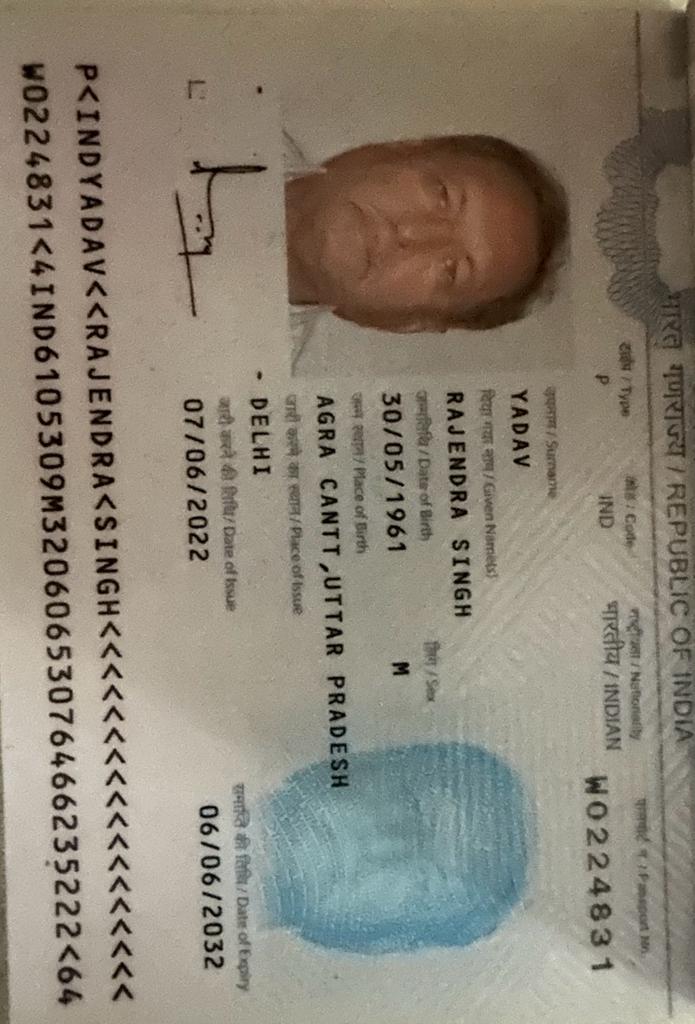 भारत गणराज्य / REPUBLIC OF INDIA
टाईप / Type कोड / Code राष्ट्रीयता / Nationality पासपोर्ट न. / Passport No.
P IND भारतीय / INDIAN W0224831
उपनाम / Surname
YADAV
दिया गया नाम / Given Name(s)
RAJENDRA SINGH
जन्मतिथि / Date of Birth लिंग / Sex
30/05/1961 M
जन्म स्थान / Place of Birth
AGRA CANTT,UTTAR PRADESH
जारी करने का स्थान / Place of Issue
DELHI
जारी करने की तिथि / Date of Issue समाप्ति की तिथि / Date of Expiry
07/06/2022 06/06/2032
P<INDYADAV<<RAJENDRA<SINGH<<<<<<<<<<<<<<<<<<
W0224831<4IND6105309M3206065307646623522<64